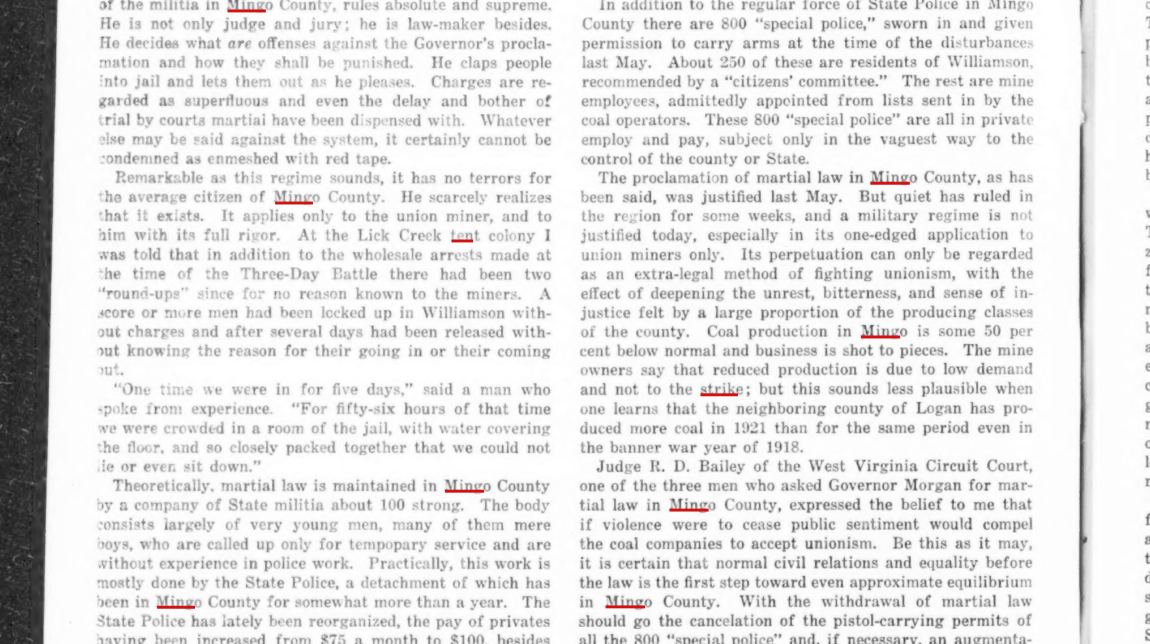 of the militia in Mingo County, rules absolute and supreme.
He is not only judge and jury; he is law-maker besides.
He decides what are offenses against the Governor's procla-
mation and how they shall be punished. He claps people
into jail and lets them out as he pleases. Charges are re-
garded as superfluous and even the delay and bother of
trial by courts martial have been dispensed with. Whatever
else may be said against the system, it certainly cannot be
condemned as enmeshed with red tape.
Remarkable as this regime sounds, it has no terrors for
the average citizen of Mingo County. He scarcely realizes
that it exists. It applies only to the union miner, and to
him with its full rigor. At the Lick Creek tent colony I
was told that in addition to the wholesale arrests made at
the time of the Three-Day Battle there had been two
"round-ups" since for no reason known to the miners. A
score or more men had been locked up in Williamson with-
out charges and after several days had been released with-
out knowing the reason for their going in or their coming
out.
"One time we were in for five days," said a man who
spoke from experience. "For fifty-six hours of that time
we were crowded in a room of the jail, with water covering
the floor, and so closely packed together that we could not
lie or even sit down."
Theoretically, martial law is maintained in Mingo County
by a company of State militia about 100 strong. The body
consists largely of very young men, many of them mere
boys, who are called up only for tempopary service and are
without experience in police work. Practically, this work is
mostly done by the State Police, a detachment of which has
been in Mingo County for somewhat more than a year. The
State Police has lately been reorganized, the pay of privates
having been increased from $75 a month to $100, besides
In addition to the regular force of State Police in Mingo
County there are 800 "special police," sworn in and given
permission to carry arms at the time of the disturbances
last May. About 250 of these are residents of Williamson,
recommended by a "citizens' committee." The rest are mine
employees, admittedly appointed from lists sent in by the
coal operators. These 800 "special police" are all in private
employ and pay, subject only in the vaguest way to the
control of the county or State.
The proclamation of martial law in Mingo County, as has
been said, was justified last May. But quiet has ruled in
the region for some weeks, and a military regime is not
justified today, especially in its one-edged application to
union miners only. Its perpetuation can only be regarded
as an extra-legal method of fighting unionism, with the
effect of deepening the unrest, bitterness, and sense of in-
justice felt by a large proportion of the producing classes
of the county. Coal production in Mingo is some 50 per
cent below normal and business is shot to pieces. The mine
owners say that reduced production is due to low demand
and not to the strike; but this sounds less plausible when
one learns that the neighboring county of Logan has pro-
duced more coal in 1921 than for the same period even in
the banner war year of 1918.
Judge R. D. Bailey of the West Virginia Circuit Court,
one of the three men who asked Governor Morgan for mar-
tial law in Mingo County, expressed the belief to me that
if violence were to cease public sentiment would compel
the coal companies to accept unionism. Be this as it may,
it is certain that normal civil relations and equality before
the law is the first step toward even approximate equilibrium
in Mingo County. With the withdrawal of martial law
should go the cancelation of the pistol-carrying permits of
all the 800 "special police" and, if necessary, an augmenta-